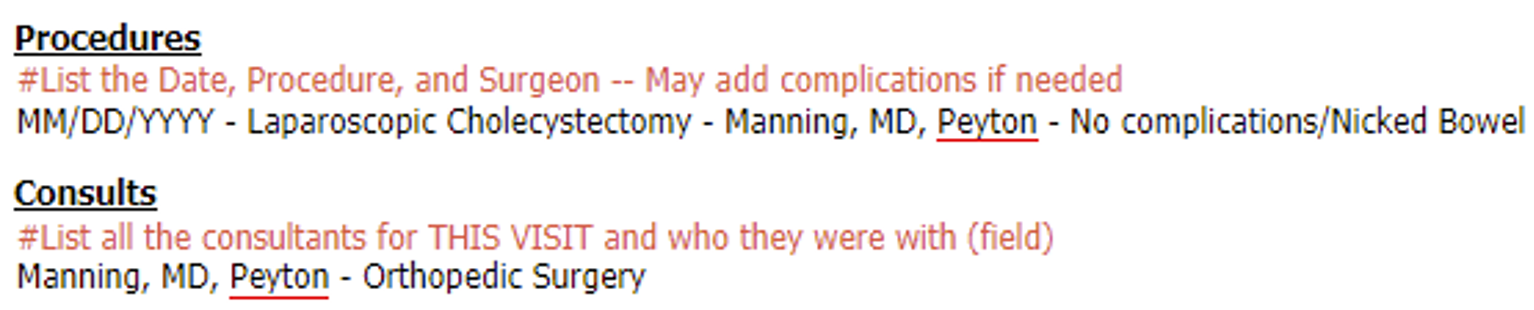 Procedures
#List the Date, Procedure, and Surgeon -- May add complications if needed
MM/DD/YYYY - Laparoscopic Cholecystectomy - Manning, MD, Peyton - No complications/Nicked Bowel
Consults
#List all the consultants for THIS VISIT and who they were with (field)
Manning, MD, Peyton - Orthopedic Surgery